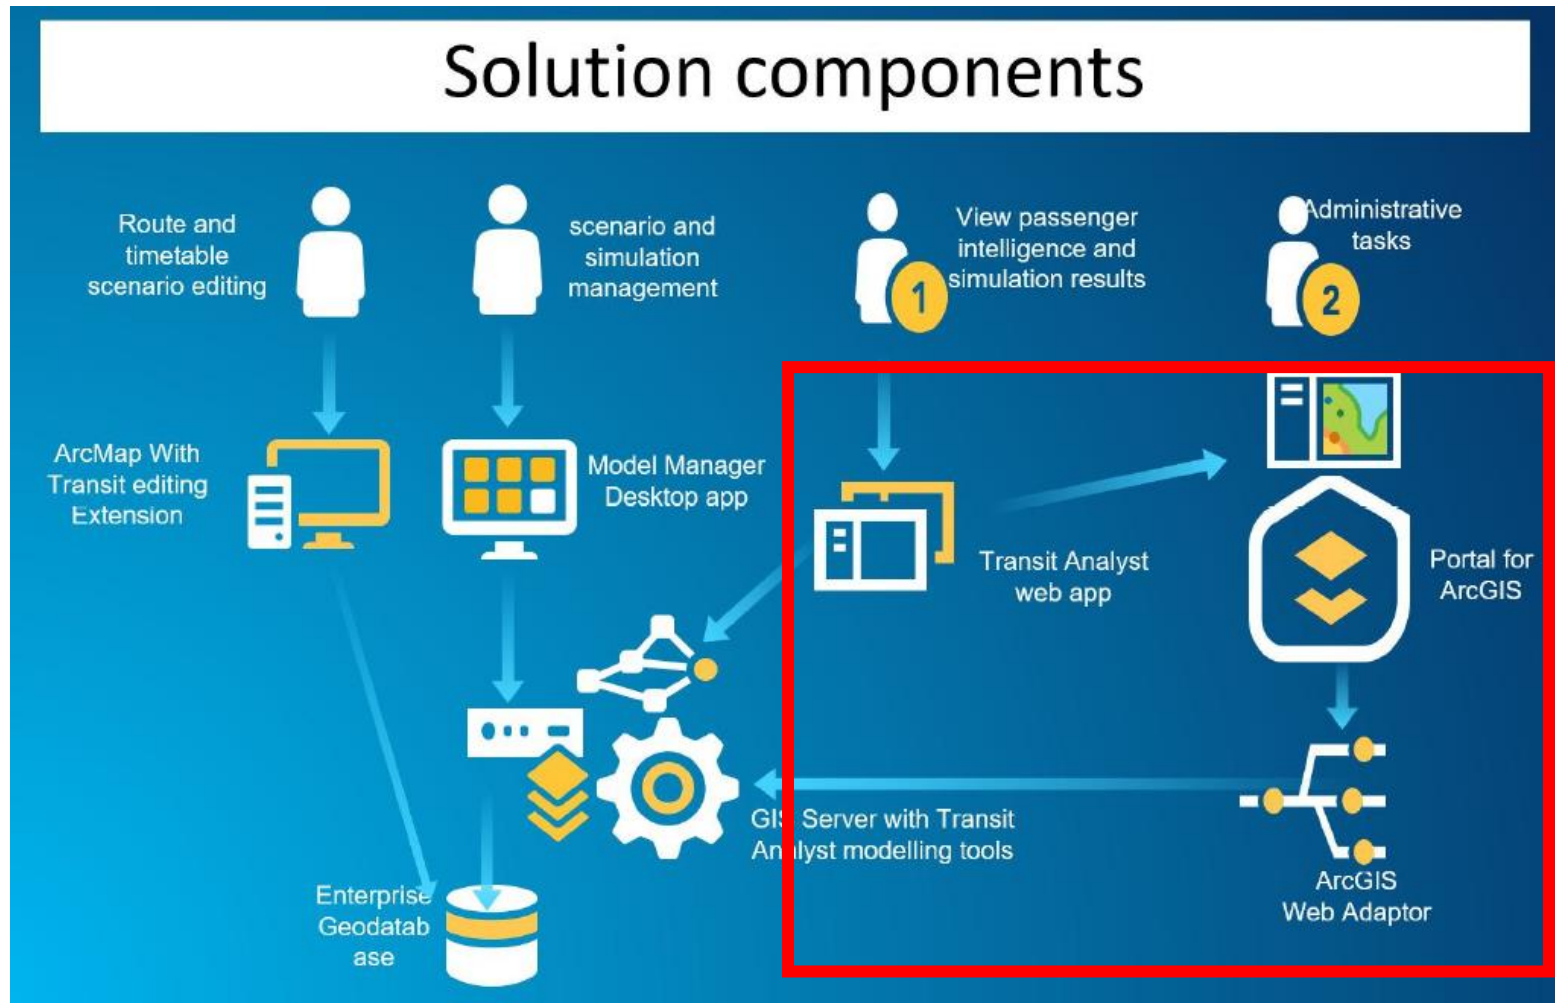 Solution components
Route and
timetable
scenario editing
scenario and
simulation
management
1
View passenger
intelligence and
simulation results
2
Administrative
tasks
ArcMap With
Transit editing
Extension
Model Manager
Desktop app
Transit Analyst
web app
Portal for
ArcGIS
GIS Server with Transit
Analyst modelling tools
Enterprise
Geodatab
ase
ArcGIS
Web Adaptor